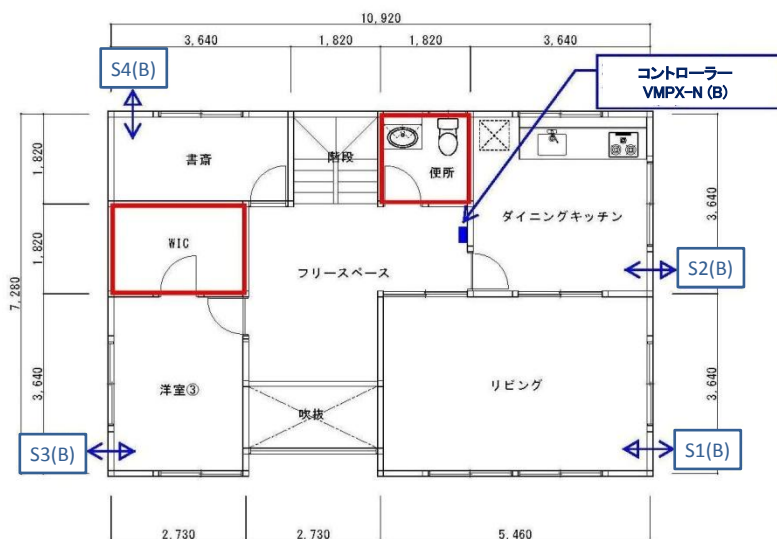 10,920
3,640
1,820
1,820
3,640
S4(B)
コントローラー
VMPX-N (B)
1,820
書斎
階段
便所
ダイニングキッチン
3,640
7,280
1,820
WIC
フリースペース
S2(B)
3,640
洋室③
吹抜
リビング
3,640
S3(B)
S1(B)
2,730
2,730
5,460